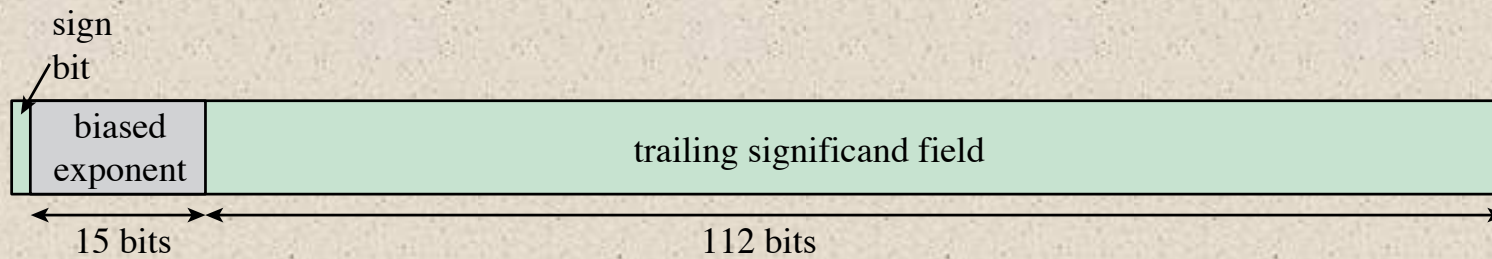 sign
bit
biased
exponent
trailing significand field
15 bits
112 bits